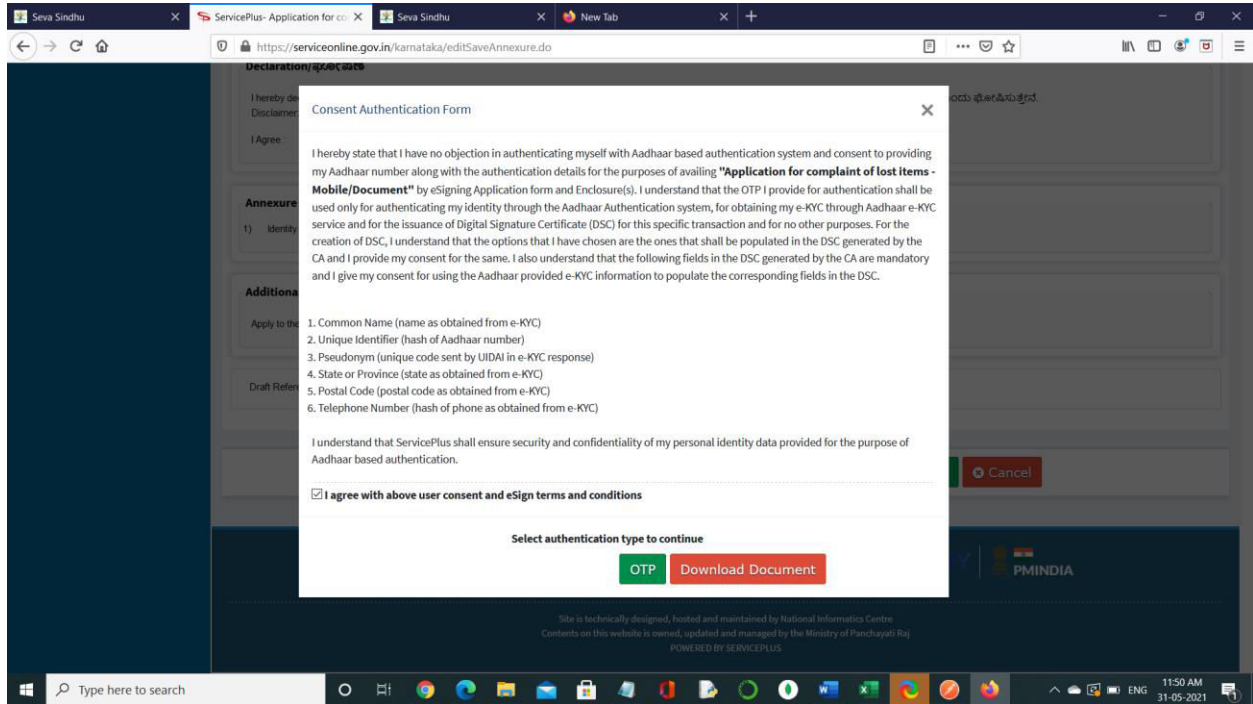 Seva Sindhu
ServicePlus- Application for co
Seva Sindhu
New Tab
https://serviceonline.gov.in/karnataka/editSaveAnnexure.do
Declaration/ಘೋಷಣೆ
I hereby de
ಂದು ಘೋಷಿಸುತ್ತೇನೆ.
Disclaimer
I Agree :
Consent Authentication Form
I hereby state that I have no objection in authenticating myself with Aadhaar based authentication system and consent to providing
my Aadhaar number along with the authentication details for the purposes of availing "Application for complaint of lost items -
Mobile/Document" by eSigning Application form and Enclosure(s). I understand that the OTP I provide for authentication shall be
used only for authenticating my identity through the Aadhaar Authentication system, for obtaining my e-KYC through Aadhaar e-KYC
service and for the issuance of Digital Signature Certificate (DSC) for this specific transaction and for no other purposes. For the
creation of DSC, I understand that the options that I have chosen are the ones that shall be populated in the DSC generated by the
CA and I provide my consent for the same. I also understand that the following fields in the DSC generated by the CA are mandatory
and I give my consent for using the Aadhaar provided e-KYC information to populate the corresponding fields in the DSC.
Annexure
1) Identity
Additiona
Apply to the
Draft Refere
1. Common Name (name as obtained from e-KYC)
2. Unique Identifier (hash of Aadhaar number)
3. Pseudonym (unique code sent by UIDAI in e-KYC response)
4. State or Province (state as obtained from e-KYC)
5. Postal Code (postal code as obtained from e-KYC)
6. Telephone Number (hash of phone as obtained from e-KYC)
I understand that ServicePlus shall ensure security and confidentiality of my personal identity data provided for the purpose of
Aadhaar based authentication.
I agree with above user consent and eSign terms and conditions
Select authentication type to continue
OTP
Download Document
Cancel
PMINDIA
Site is technically designed, hosted and maintained by National Informatics Centre
Contents on this website is owned, updated and managed by the Ministry of Panchayati Raj
POWERED BY SERVICEPLUS
Type here to search
ENG
11:50 AM
31-05-2021